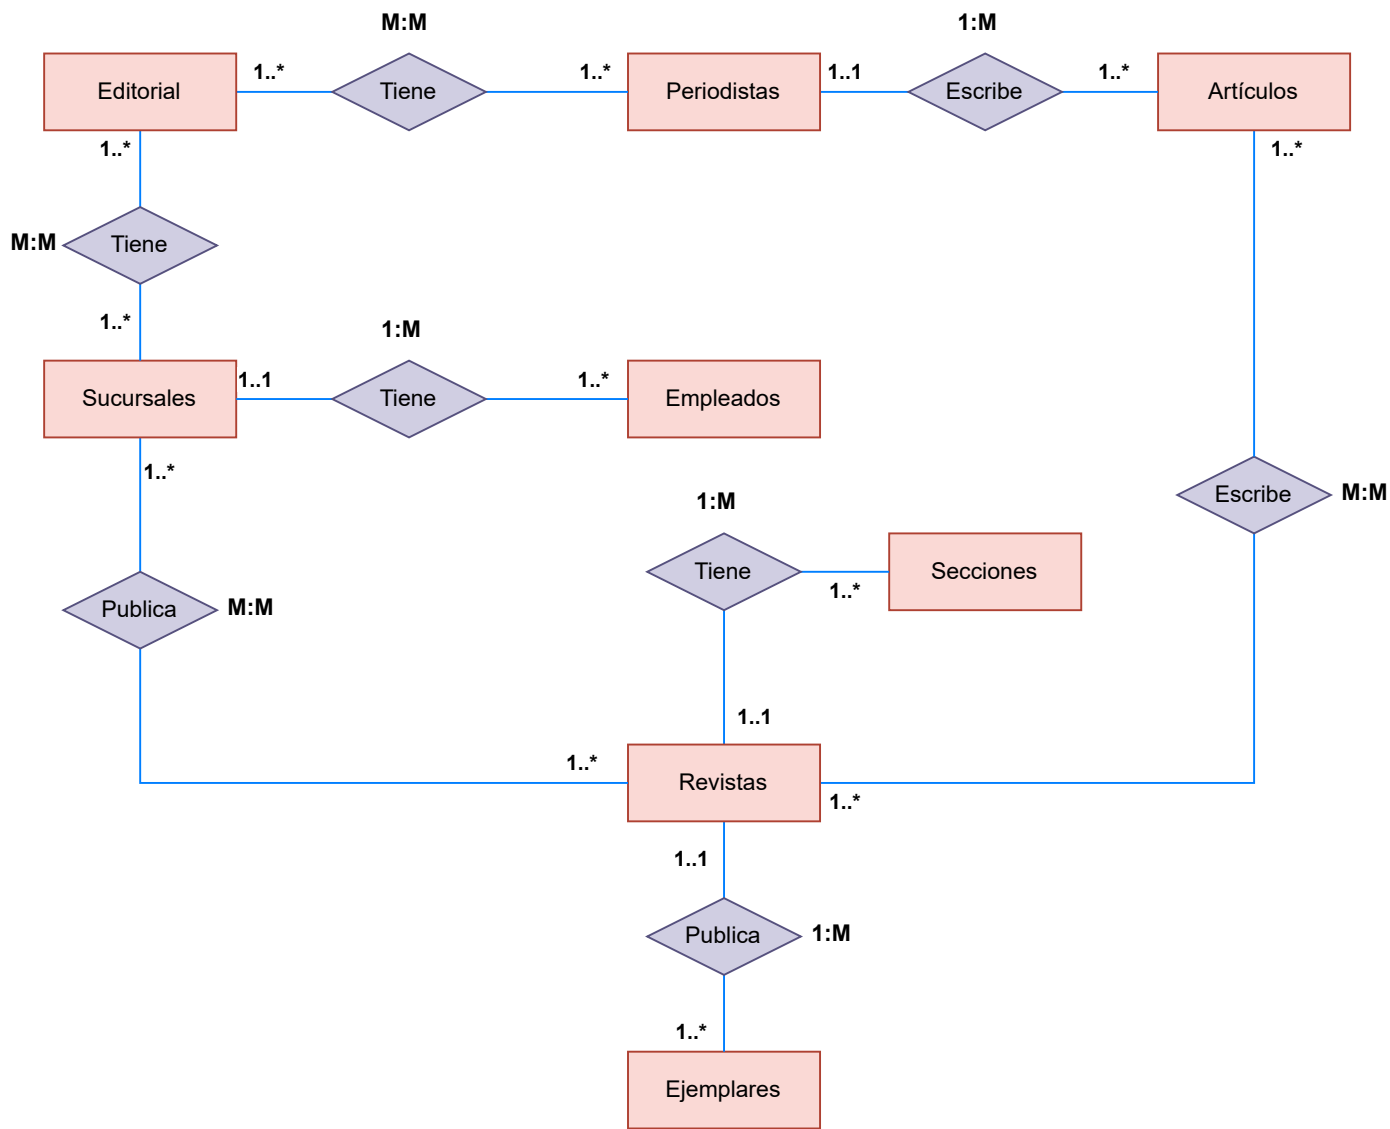 M:M
1:M
Editorial
1..*
Tiene
1..*
Periodistas
1..1
Escribe
1..*
Artículos
1..*
1..*
M:M
Tiene
1..*
1:M
Sucursales
1..1
Tiene
1..*
Empleados
1..*
1:M
Escribe
M:M
Tiene
Secciones
1..*
Publica
M:M
1..1
1..*
Revistas
1..*
1..1
Publica
1:M
1..*
Ejemplares